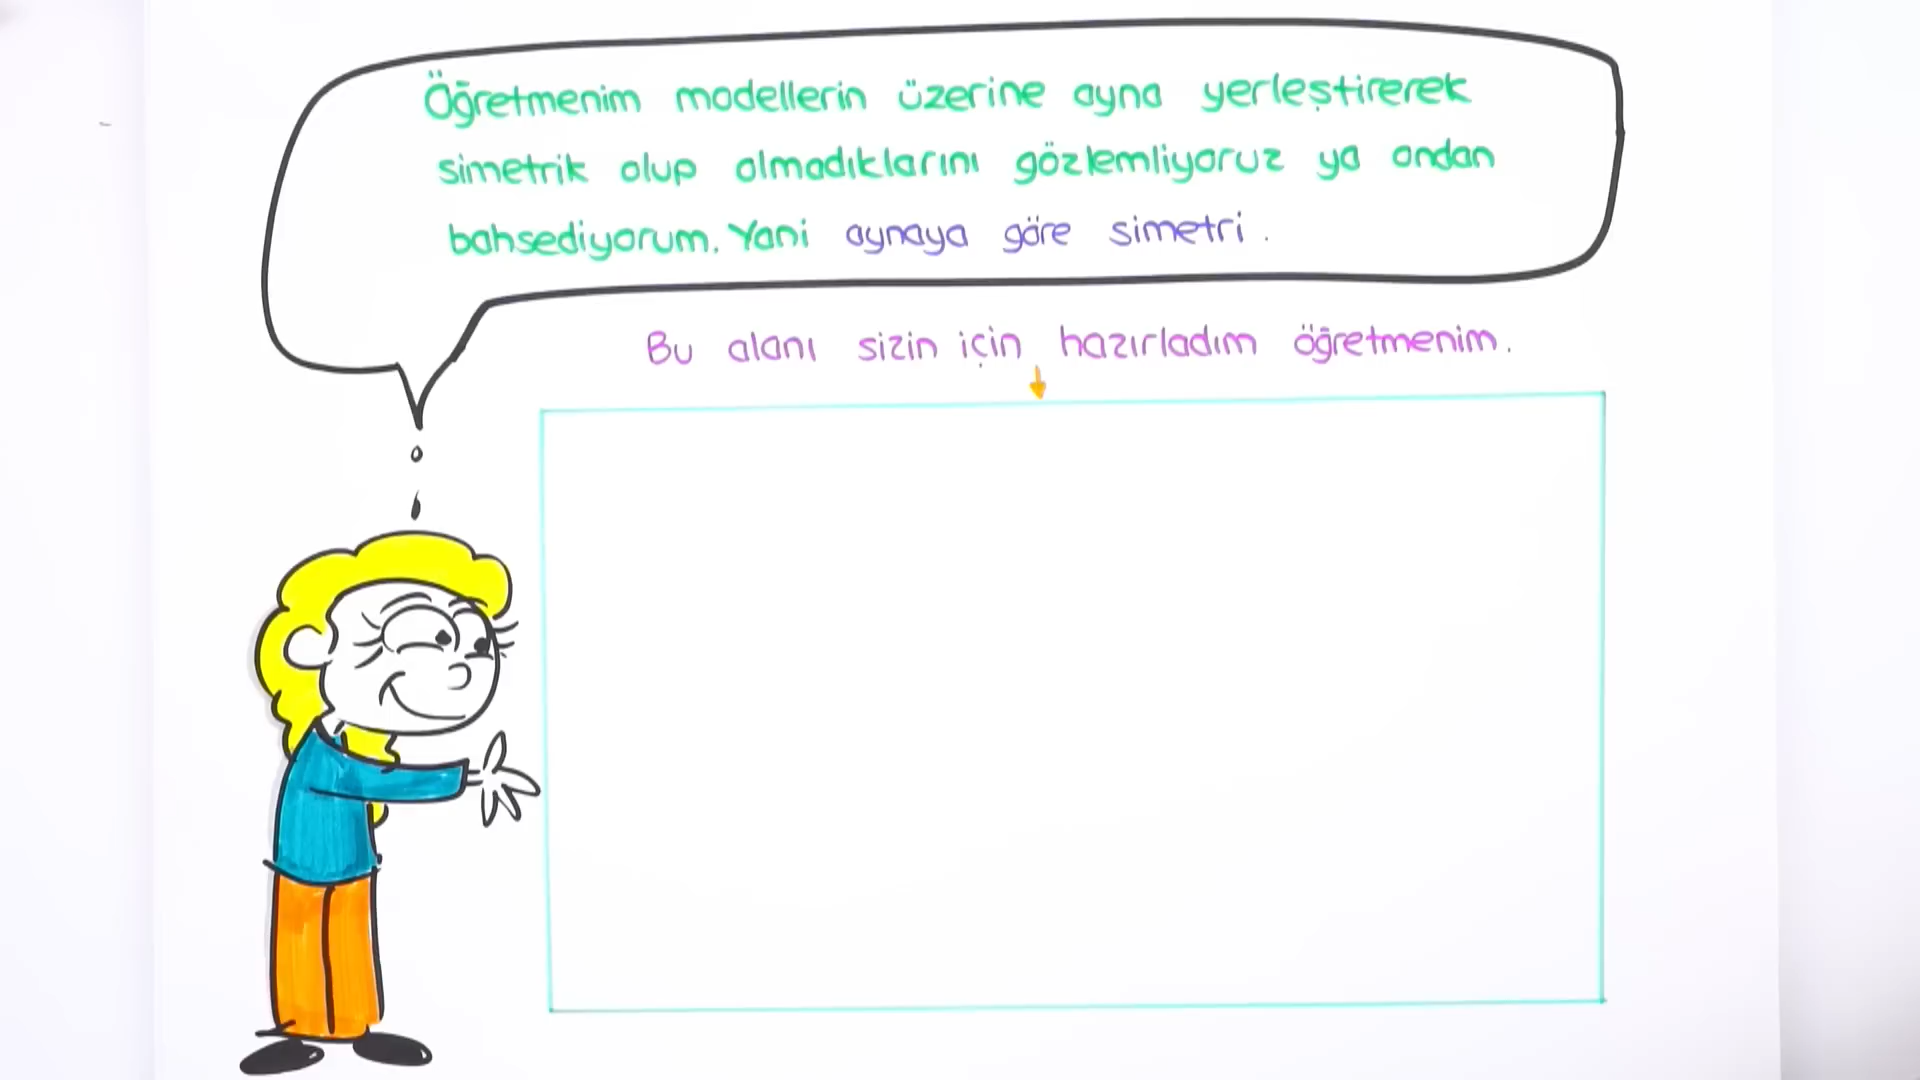 Öğretmenim modellerin üzerine ayna yerleştirerek
simetrik olup olmadıklarını gözlemliyoruz ya ondan
bahsediyorum. Yani aynaya göre simetri.
Bu alanı sizin için hazırladım öğretmenim.